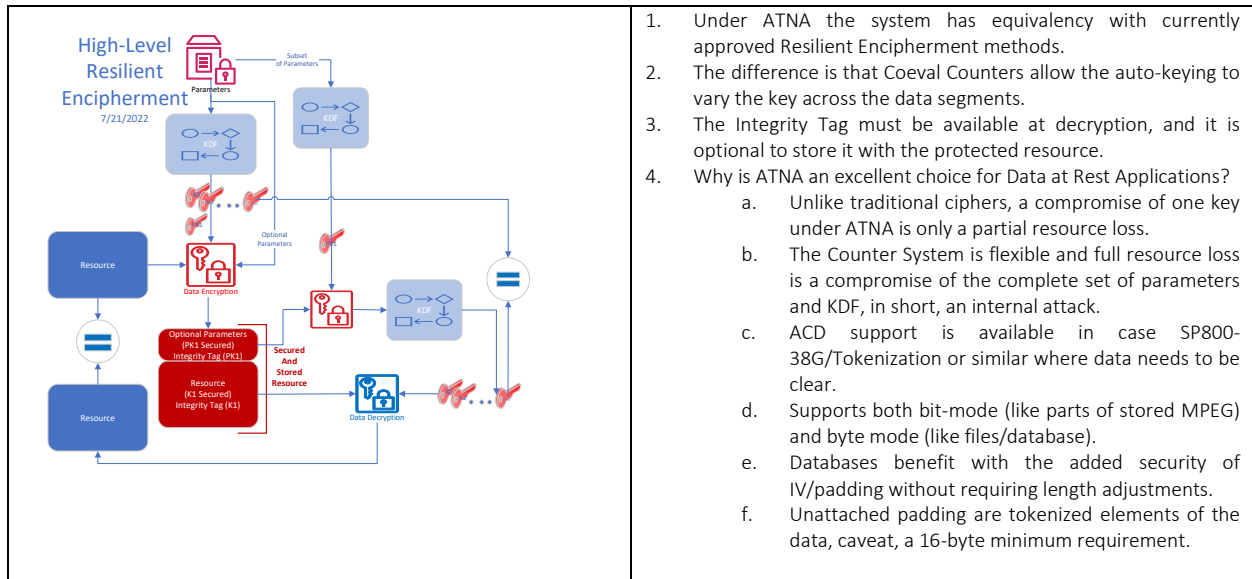 High-Level
Resilient
Encipherment
7/21/2022
Parameters
Subset
of Parameters
KDF
KDF
Optional
Parameters
Resource
Data Encryption
KDF
Optional Parameters
(PK1 Secured)
Integrity Tag (PK1)
Secured
And
Stored
Resource
Resource
(K1 Secured)
Integrity Tag (K1)
Resource
Data Decryption
1. Under ATNA the system has equivalency with currently
approved Resilient Encipherment methods.
2. The difference is that Coeval Counters allow the auto-keying to
vary the key across the data segments.
3. The Integrity Tag must be available at decryption, and it is
optional to store it with the protected resource.
4. Why is ATNA an excellent choice for Data at Rest Applications?
a. Unlike traditional ciphers, a compromise of one key
under ATNA is only a partial resource loss.
b. The Counter System is flexible and full resource loss
is a compromise of the complete set of parameters
and KDF, in short, an internal attack.
c. ACD support is available in case SP800-
38G/Tokenization or similar where data needs to be
clear.
d. Supports both bit-mode (like parts of stored MPEG)
and byte mode (like files/database).
e. Databases benefit with the added security of
IV/padding without requiring length adjustments.
f. Unattached padding are tokenized elements of the
data, caveat, a 16-byte minimum requirement.